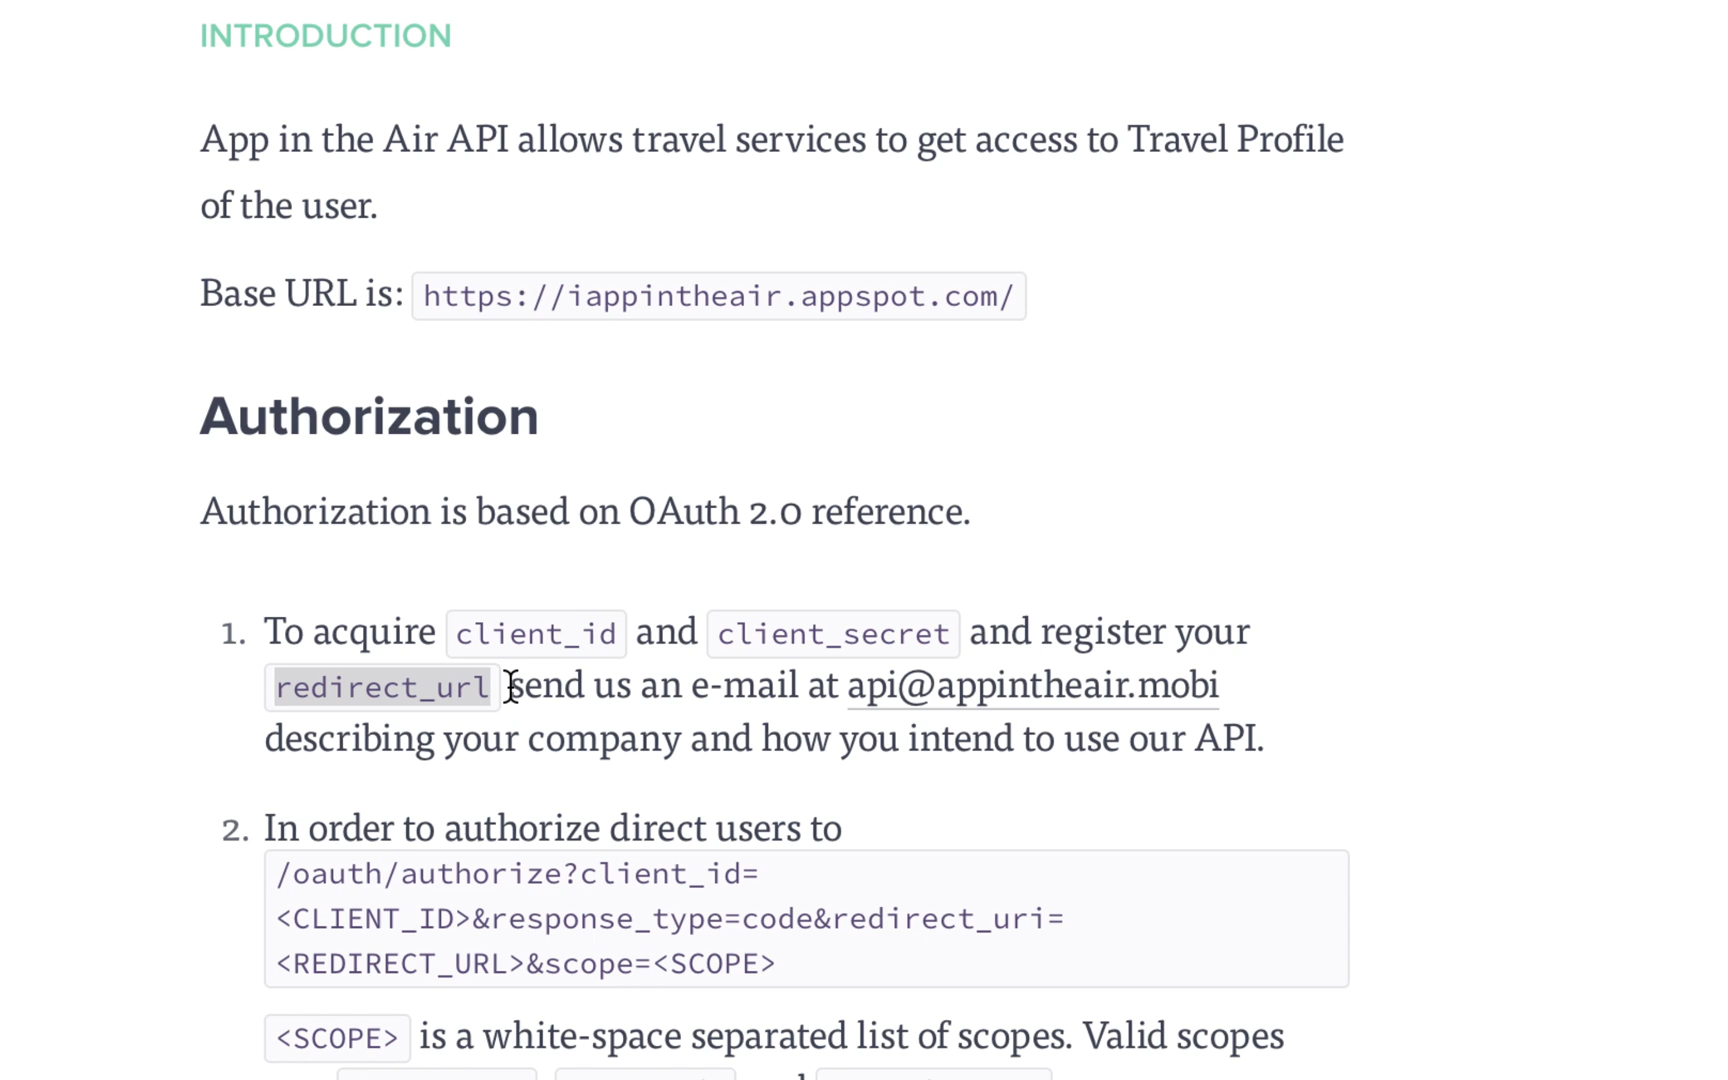 INTRODUCTION
App in the Air API allows travel services to get access to Travel Profile
of the user.
Base URL is: https://iappintheair.appspot.com/
Authorization
Authorization is based on OAuth 2.0 reference.
1. To acquire client_id and client_secret and register your
redirect_url send us an e-mail at api@appintheair.mobi
describing your company and how you intend to use our API.
2. In order to authorize direct users to
/oauth/authorize?client_id=
<CLIENT_ID>&response_type=code&redirect_uri=
<REDIRECT_URL>&scope=<SCOPE>
<SCOPE> is a white-space separated list of scopes. Valid scopes